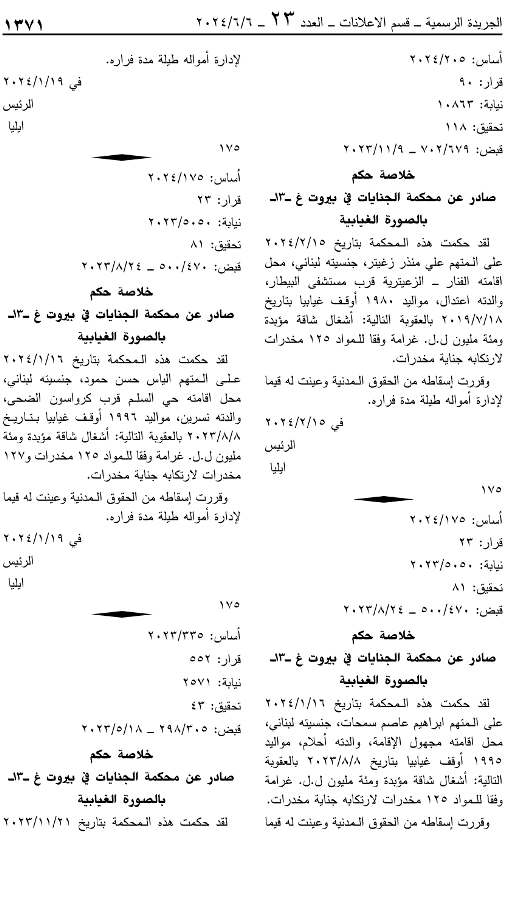 الجريدة الرسمية – قسم الاعلانات – العدد ٢٣ – ٢٠٢٤/٦/٦
١٣٧١
أساس: ٢٠٢٤/٢٠٥
قرار: ٩٠
نيابة: ١٠٨٦٣
تحقيق: ١١٨
قبض: ٧٠٢/٦٧٩ – ٢٠٢٣/١١/٩
خلاصة حكم
صادر عن محكمة الجنايات في بيروت غ –١٣–
بالصورة الغيابية
لقد حكمت هذه المحكمة بتاريخ ٢٠٢٤/٢/١٥
على المتهم علي منذر زغيتر، جنسيته لبناني، محل
اقامته الفنار – الزعيترية قرب مستشفى البيطار،
والدته اعتدال، مواليد ١٩٨٠ أوقف غيابيا بتاريخ
٢٠١٩/٧/١٨ بالعقوبة التالية: أشغال شاقة مؤبدة
ومئة مليون ل.ل. غرامة وفقا للمواد ١٢٥ مخدرات
لارتكابه جناية مخدرات.
وقررت إسقاطه من الحقوق المدنية وعينت له قيما
لإدارة أمواله طيلة مدة فراره.
في ٢٠٢٤/٢/١٥
الرئيس
ايليا
١٧٥
أساس: ٢٠٢٤/١٧٥
قرار: ٢٣
نيابة: ٢٠٢٣/٥٠٥٠
تحقيق: ٨١
قبض: ٥٠٠/٤٧٠ – ٢٠٢٣/٨/٢٤
خلاصة حكم
صادر عن محكمة الجنايات في بيروت غ –١٣–
بالصورة الغيابية
لقد حكمت هذه المحكمة بتاريخ ٢٠٢٤/١/١٦
على المتهم ابراهيم عاصم سمحات، جنسيته لبناني،
محل اقامته مجهول الإقامة، والدته أحلام، مواليد
١٩٩٥ أوقف غيابيا بتاريخ ٢٠٢٣/٨/٨ بالعقوبة
التالية: أشغال شاقة مؤبدة ومئة مليون ل.ل. غرامة
وفقا للمواد ١٢٥ مخدرات لارتكابه جناية مخدرات.
وقررت إسقاطه من الحقوق المدنية وعينت له قيما
لإدارة أمواله طيلة مدة فراره.
في ٢٠٢٤/١/١٩
الرئيس
ايليا
١٧٥
أساس: ٢٠٢٤/١٧٥
قرار: ٢٣
نيابة: ٢٠٢٣/٥٠٥٠
تحقيق: ٨١
قبض: ٥٠٠/٤٧٠ – ٢٠٢٣/٨/٢٤
خلاصة حكم
صادر عن محكمة الجنايات في بيروت غ –١٣–
بالصورة الغيابية
لقد حكمت هذه المحكمة بتاريخ ٢٠٢٤/١/١٦
على المتهم الياس حسن حمود، جنسيته لبناني،
محل اقامته حي السلم قرب كرواسون الضحى،
والدته نسرين، مواليد ١٩٩٦ أوقف غيابيا بتاريخ
٢٠٢٣/٨/٨ بالعقوبة التالية: أشغال شاقة مؤبدة ومئة
مليون ل.ل. غرامة وفقا للمواد ١٢٥ مخدرات و١٢٧
مخدرات لارتكابه جناية مخدرات.
وقررت إسقاطه من الحقوق المدنية وعينت له قيما
لإدارة أمواله طيلة مدة فراره.
في ٢٠٢٤/١/١٩
الرئيس
ايليا
١٧٥
أساس: ٢٠٢٣/٣٣٥
قرار: ٥٥٢
نيابة: ٢٥٧١
تحقيق: ٤٣
قبض: ٢٩٨/٣٠٥ – ٢٠٢٣/٥/١٨
خلاصة حكم
صادر عن محكمة الجنايات في بيروت غ –١٣–
بالصورة الغيابية
لقد حكمت هذه المحكمة بتاريخ ٢٠٢٣/١١/٢١